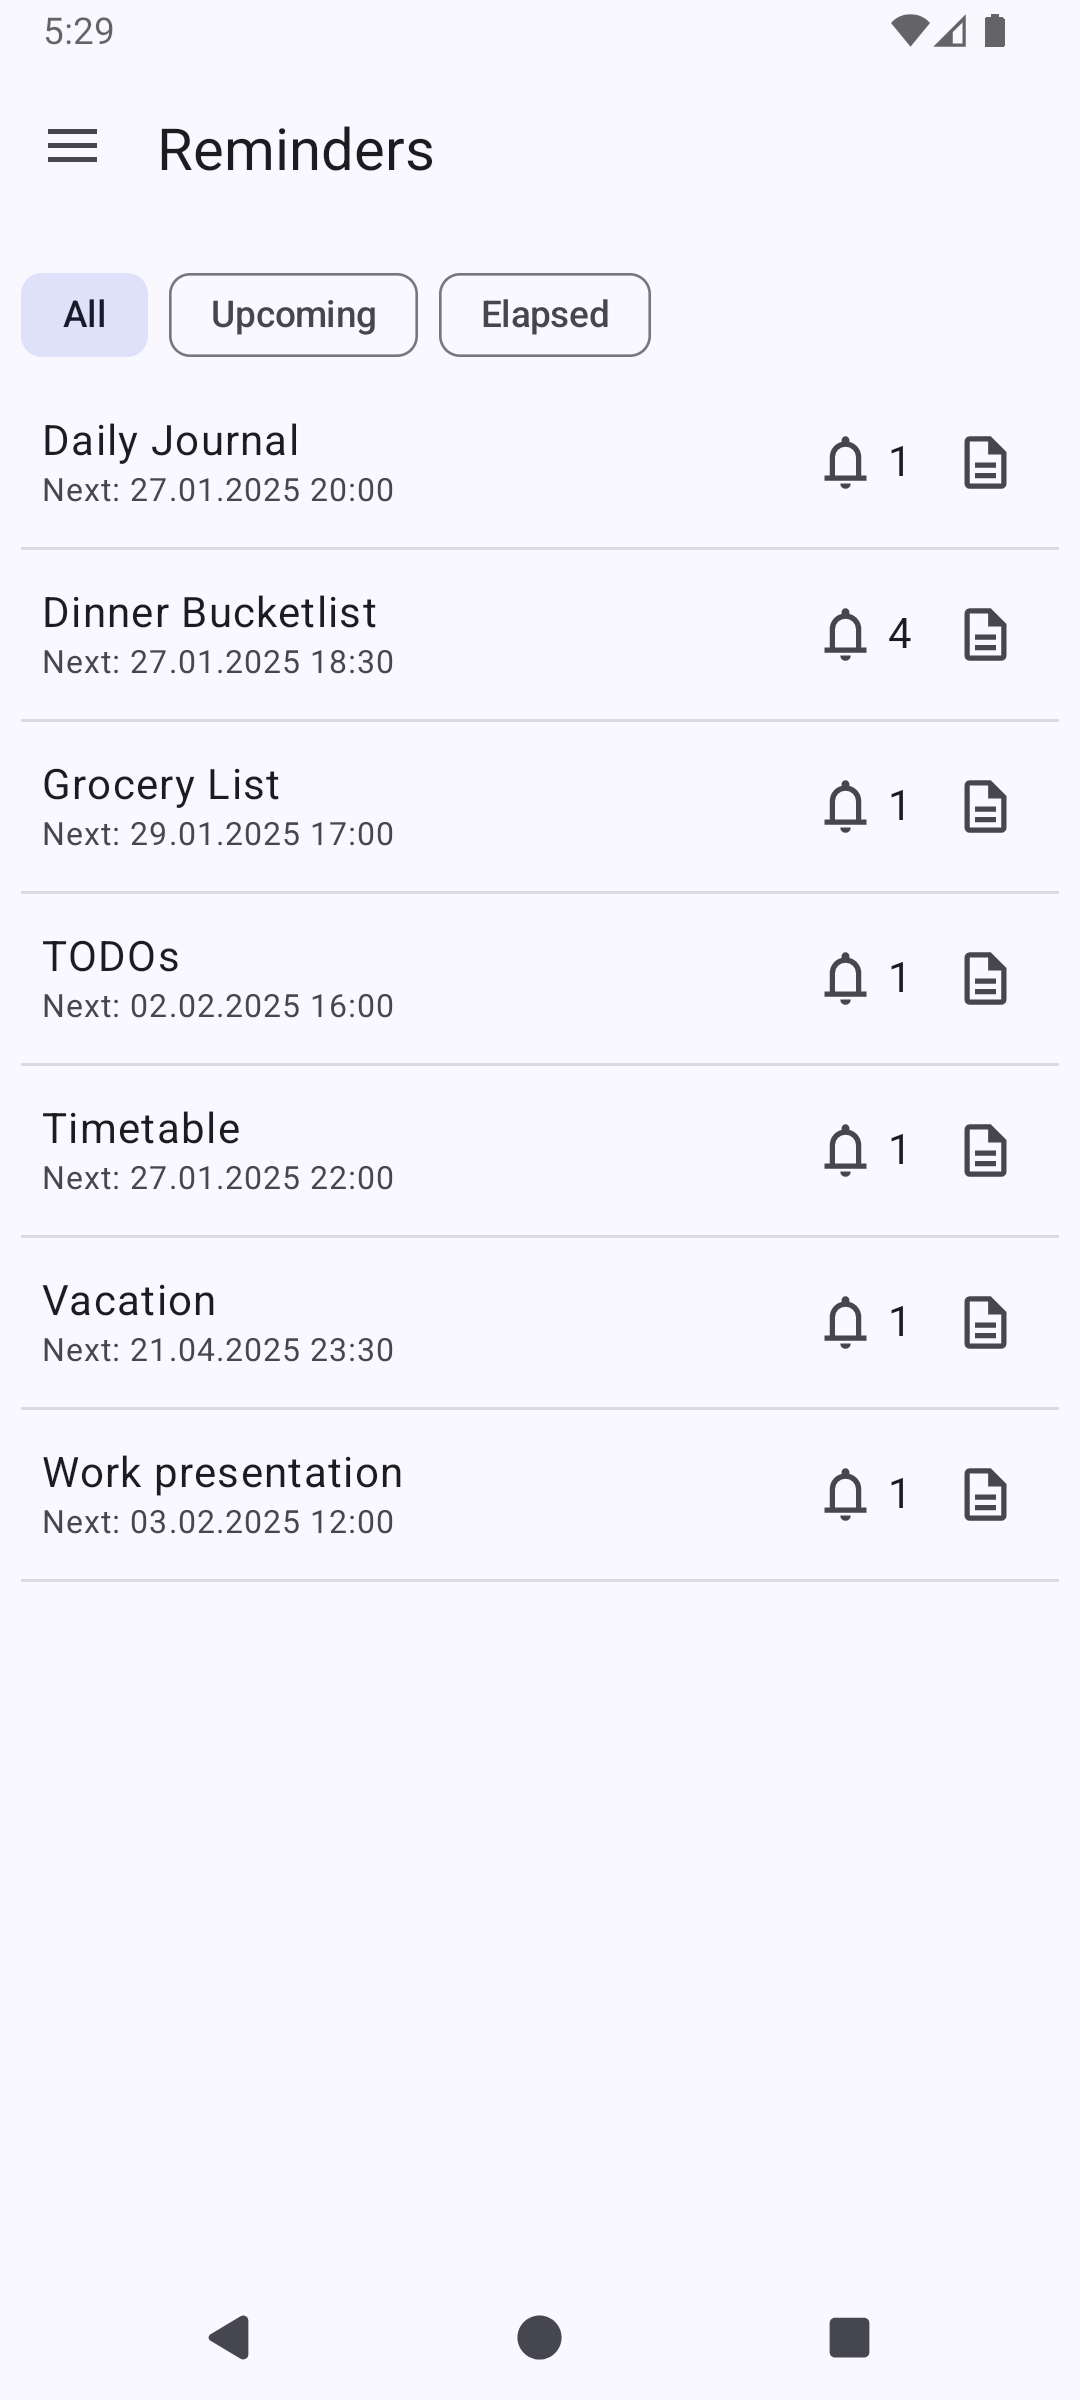 5:29
Reminders
All Upcoming Elapsed
Daily Journal
Next: 27.01.2025 20:00
1
Dinner Bucketlist
Next: 27.01.2025 18:30
4
Grocery List
Next: 29.01.2025 17:00
1
TODOs
Next: 02.02.2025 16:00
1
Timetable
Next: 27.01.2025 22:00
1
Vacation
Next: 21.04.2025 23:30
1
Work presentation
Next: 03.02.2025 12:00
1